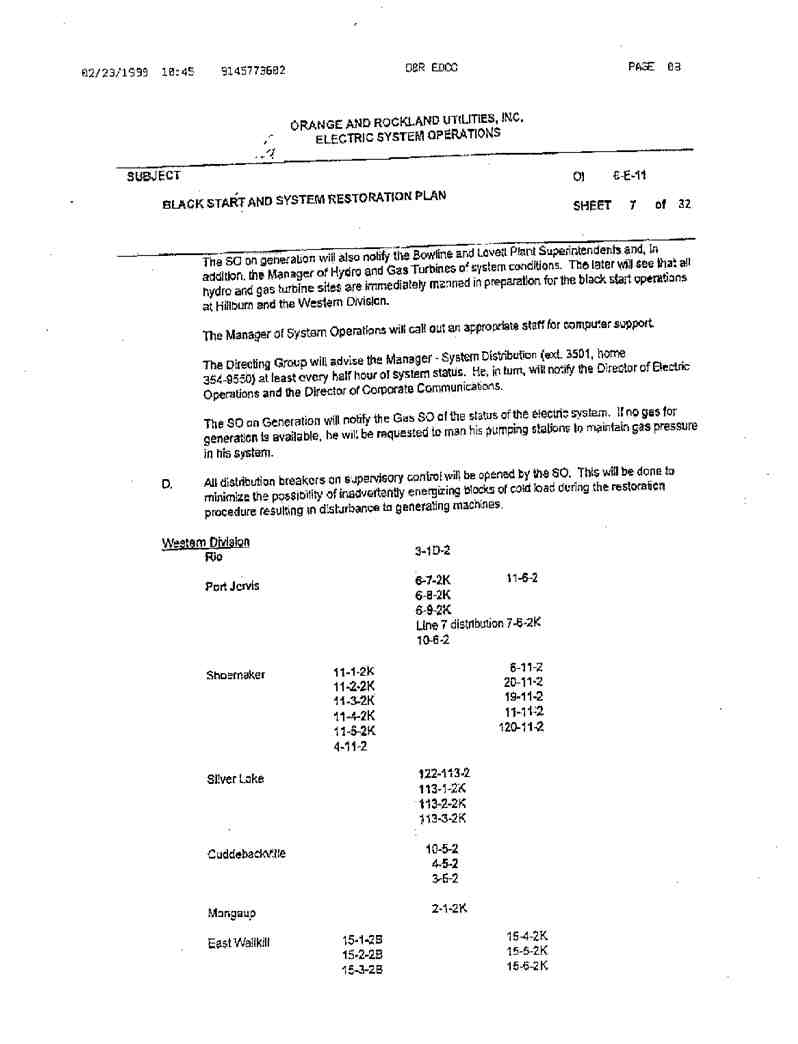 02/23/1999 10:45 9145773602 O&R EDCC PAGE 08
ORANGE AND ROCKLAND UTILITIES, INC.
ELECTRIC SYSTEM OPERATIONS
SUBJECT OI 6-E-11
BLACK START AND SYSTEM RESTORATION PLAN SHEET 7 of 32
The SO on generation will also notify the Bowline and Lovett Plant Superintendents and, in
addition, the Manager of Hydro and Gas Turbines of system conditions. The later will see that all
hydro and gas turbine sites are immediately manned in preparation for the black start operations
at Hillburn and the Western Division.
The Manager of System Operations will call out an appropriate staff for computer support.
The Directing Group will advise the Manager - System Distribution (ext. 3501, home
354-9550) at least every half hour of system status. He, in turn, will notify the Director of Electric
Operations and the Director of Corporate Communications.
The SO on Generation will notify the Gas SO of the status of the electric system. If no gas for
generation is available, he will be requested to man his pumping stations to maintain gas pressure
in his system.
D. All distribution breakers on supervisory control will be opened by the SO. This will be done to
minimize the possibility of inadvertently energizing blocks of cold load during the restoration
procedure resulting in disturbance to generating machines.
Western Division
Rio 3-1D-2
Port Jervis 6-7-2K 11-6-2
6-8-2K
6-9-2K
Line 7 distribution 7-6-2K
10-6-2
Shoemaker 11-1-2K 6-11-2
11-2-2K 20-11-2
11-3-2K 19-11-2
11-4-2K 11-11-2
11-5-2K 120-11-2
4-11-2
Silver Lake 122-113-2
113-1-2K
113-2-2K
113-3-2K
Cuddebackville 10-5-2
4-5-2
3-5-2
Mongaup 2-1-2K
East Wallkill 15-1-2B 15-4-2K
15-2-2B 15-5-2K
15-3-2B 15-6-2K